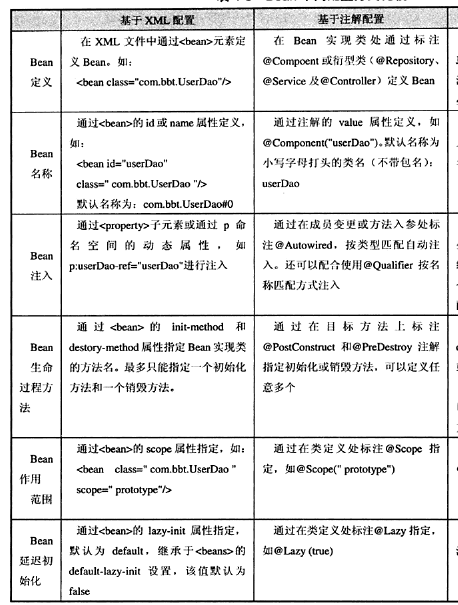 基于 XML 配置
基于注解配置
Bean
定义
在 XML 文件中通过<bean>元素定
义 Bean。如:
<bean class="com.bbt.UserDao"/>
在 Bean 实现类处通过标注
@Compoent 或衍型类（@Repository、
@Service 及@Controller）定义 Bean
Bean
名称
通过<bean>的 id 或 name 属性定义,
如:
<bean id="userDao"
class=" com.bbt.UserDao "/>
默认名称为: com.bbt.UserDao#0
通过注解的 value 属性定义，如
@Component("userDao")。默认名称为
小写字母打头的类名（不带包名）:
userDao
Bean
注入
通过<property>子元素或通过 p 命
名空间的动态属性，如
p:userDao-ref="userDao"进行注入
通过在成员变更或方法入参处标
注@Autowired，按类型匹配自动注
入。还可以配合使用@Qualifier 按名
称匹配方式注入
Bean
生命
过程方
法
通过 <bean> 的 init-method 和
destory-method 属性指定 Bean 实现类
的方法名。最多只能指定一个初始化
方法和一个销毁方法。
通过在目标方法上标注
@PostConstruct 和@PreDestroy 注解
指定初始化或销毁方法，可以定义任
意多个
Bean
作用
范围
通过<bean>的 scope 属性指定，如:
<bean class=" com.bbt.UserDao "
scope=" prototype"/>
通过在类定义处标注@Scope 指
定，如@Scope(" prototype")
Bean
延迟初
始化
通过<bean>的 lazy-init 属性指定,
默认为 default，继承于<beans>的
default-lazy-init 设置，该值默认为
false
通过在类定义处标注@Lazy 指定,
如@Lazy (true)